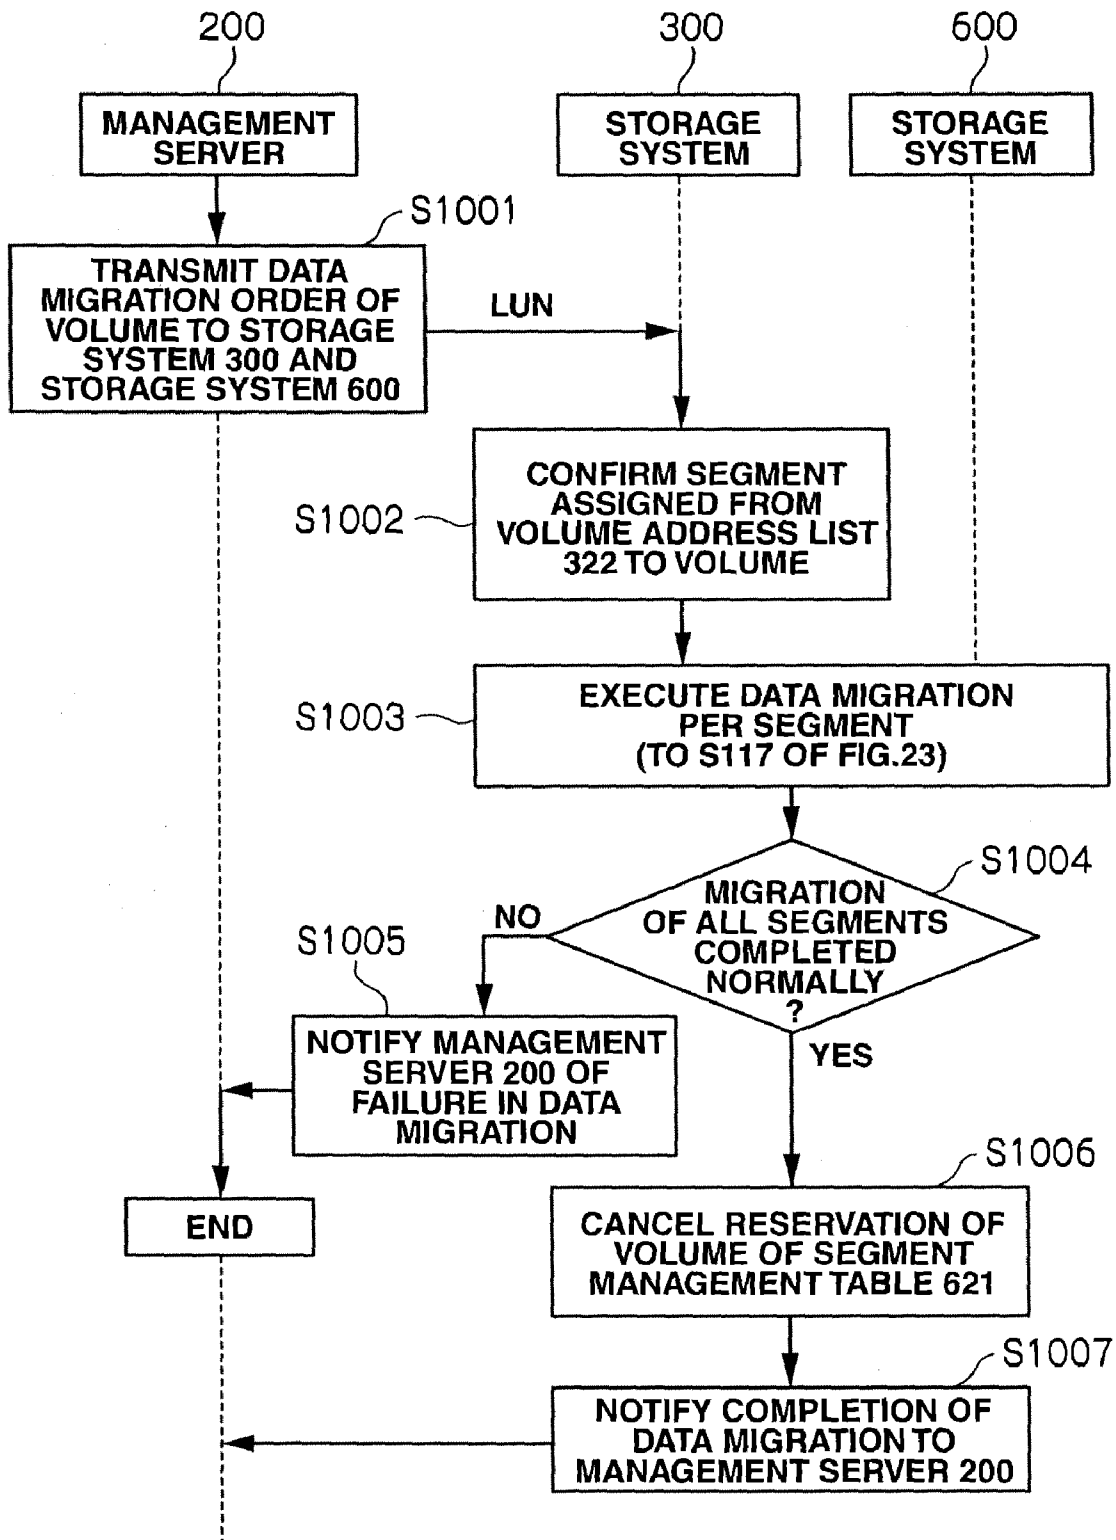 200
300
600
MANAGEMENT
SERVER
STORAGE
SYSTEM
STORAGE
SYSTEM
S1001
TRANSMIT DATA
MIGRATION ORDER OF
VOLUME TO STORAGE
SYSTEM 300 AND
STORAGE SYSTEM 600
LUN
S1002
CONFIRM SEGMENT
ASSIGNED FROM
VOLUME ADDRESS LIST
322 TO VOLUME
S1003
EXECUTE DATA MIGRATION
PER SEGMENT
(TO S117 OF FIG.23)
S1004
MIGRATION
OF ALL SEGMENTS
COMPLETED
NORMALLY
?
NO
YES
S1005
NOTIFY MANAGEMENT
SERVER 200 OF
FAILURE IN DATA
MIGRATION
END
S1006
CANCEL RESERVATION OF
VOLUME OF SEGMENT
MANAGEMENT TABLE 621
S1007
NOTIFY COMPLETION OF
DATA MIGRATION TO
MANAGEMENT SERVER 200